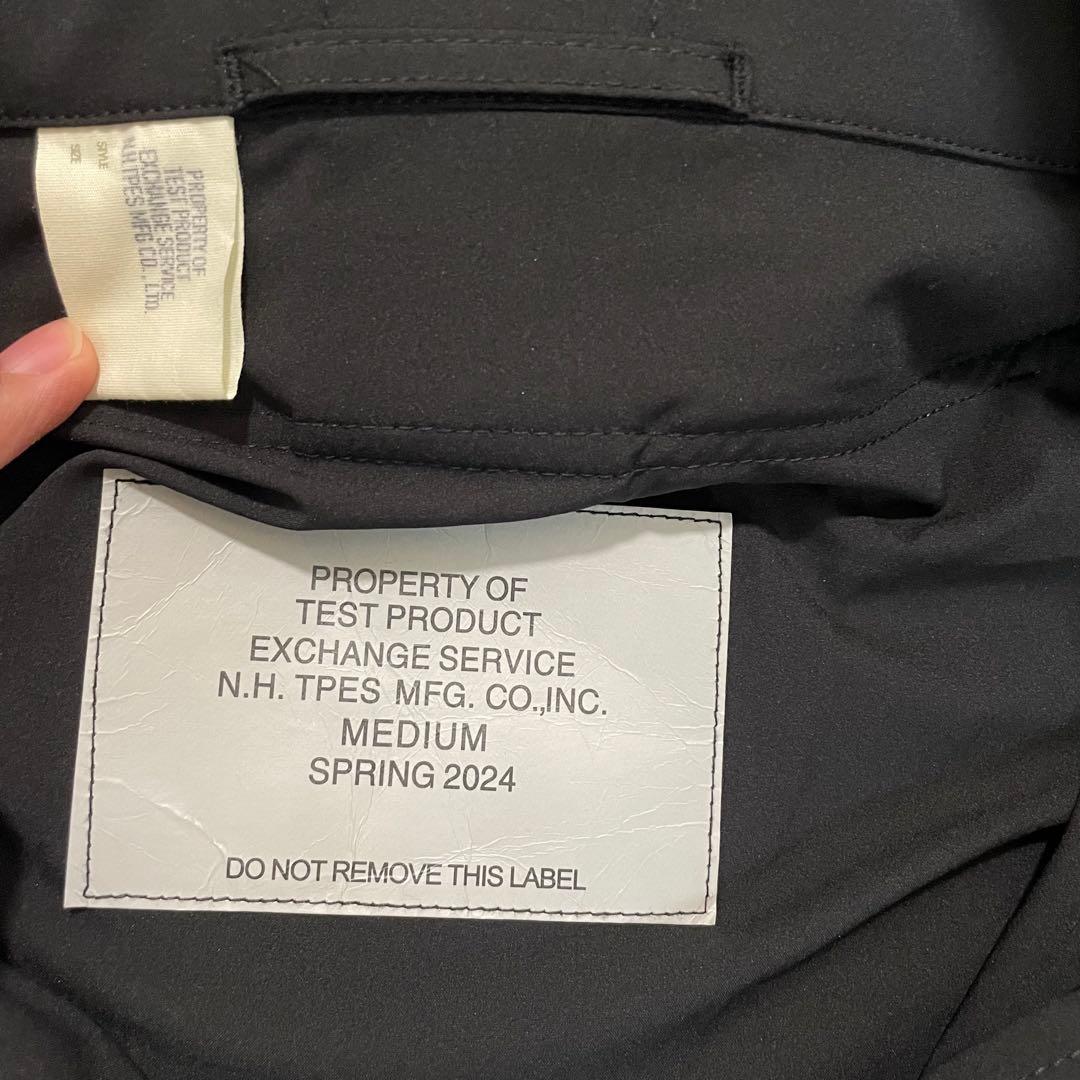 STYLE
SIZE
PROPERTY OF
TEST PRODUCT
EXCHANGE SERVICE
N.H.TPES MFG CO., LTD.
PROPERTY OF
TEST PRODUCT
EXCHANGE SERVICE
N.H. TPES MFG. CO.,INC.
MEDIUM
SPRING 2024
DO NOT REMOVE THIS LABEL